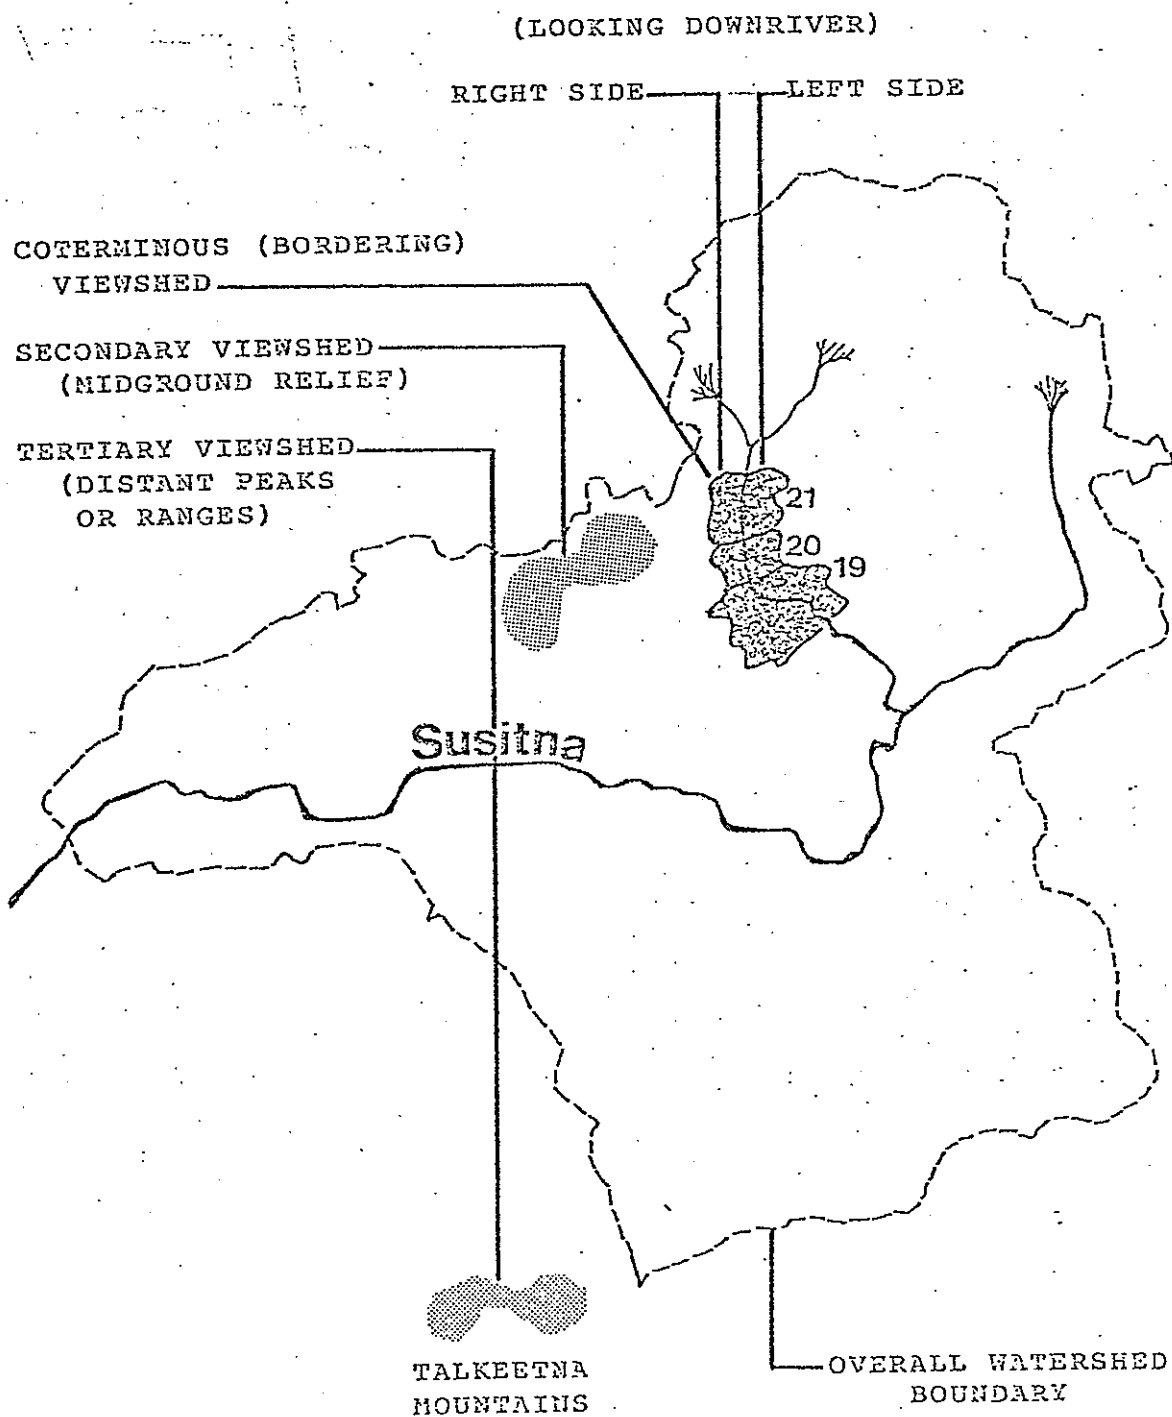 (LOOKING DOWNRIVER)
RIGHT SIDE
LEFT SIDE
COTERMINOUS (BORDERING)
VIEWSHED
SECONDARY VIEWSHED
(MIDGROUND RELIEF)
TERTIARY VIEWSHED
(DISTANT PEAKS
OR RANGES)
21
20
19
Susitna
TALKEETNA
MOUNTAINS
OVERALL WATERSHED
BOUNDARY